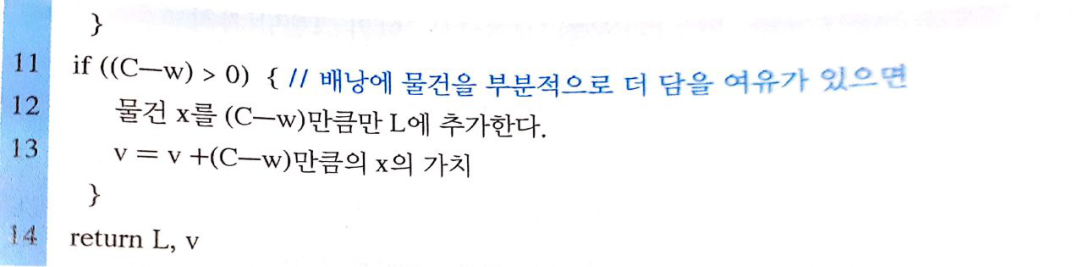 }
11 if ((C—w) > 0) { // 배낭에 물건을 부분적으로 더 담을 여유가 있으면
12 물건 x를 (C—w)만큼만 L에 추가한다.
13 v = v +(C—w)만큼의 x의 가치
}
14 return L, v